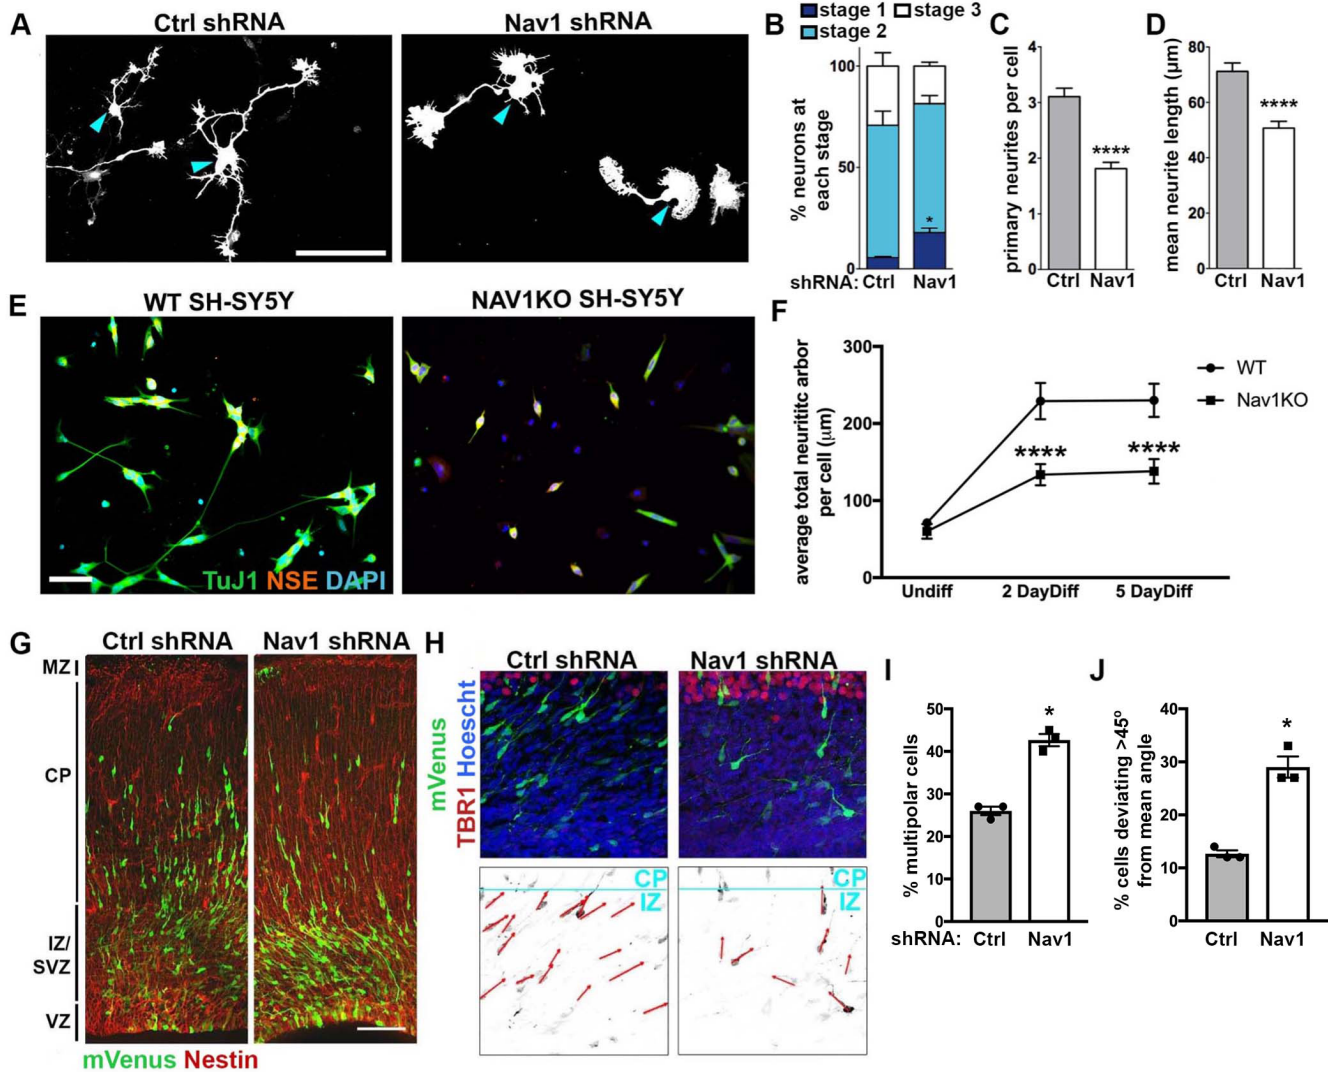 A
Ctrl shRNA
Nav1 shRNA
B
stage 1
stage 3
stage 2
% neurons at
each stage
100
50
0
*
shRNA: Ctrl Nav1
C
primary neurites per cell
4
3
2
1
0
****
Ctrl Nav1
D
mean neurite length (µm)
80
60
40
20
0
****
Ctrl Nav1
E
WT SH-SY5Y
NAV1KO SH-SY5Y
TuJ1 NSE DAPI
F
average total neurititc arbor
per cell (µm)
300
200
100
0
****
****
WT
Nav1KO
Undiff 2 DayDiff 5 DayDiff
G
Ctrl shRNA
Nav1 shRNA
MZ
CP
IZ/
SVZ
VZ
mVenus Nestin
H
Ctrl shRNA
Nav1 shRNA
mVenus
TBR1 Hoescht
CP
IZ
CP
IZ
I
% multipolar cells
50
40
30
20
10
0
*
shRNA: Ctrl Nav1
J
% cells deviating >45º
from mean angle
40
30
20
10
0
*
Ctrl Nav1